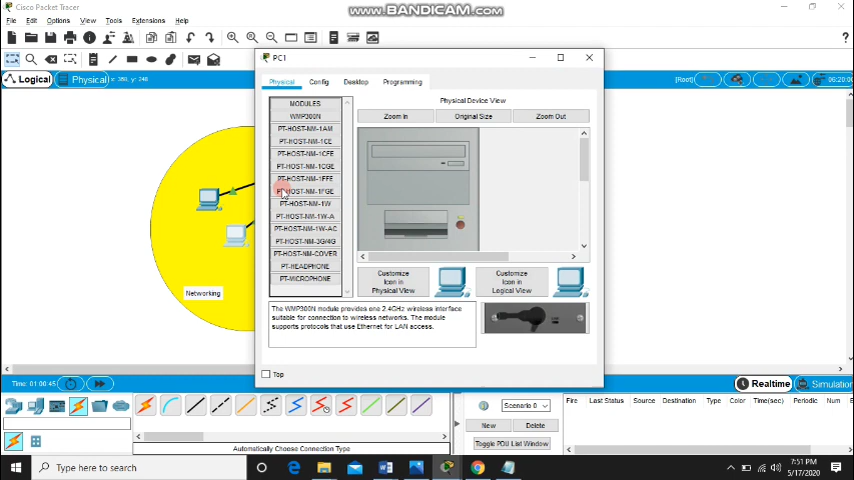 Cisco Packet Tracer
www.BANDICAM.com
File Edit Options View Tools Extensions Help
PC1
Logical
Physical
x: 380, y: 248
[Root]
06:20:00
Physical Config Desktop Programming
MODULES
WMP300N
PT-HOST-NM-1AM
PT-HOST-NM-1CE
PT-HOST-NM-1CFE
PT-HOST-NM-1CGE
PT-HOST-NM-1FFE
PT-HOST-NM-1FGE
PT-HOST-NM-1W
PT-HOST-NM-1W-A
PT-HOST-NM-1W-AC
PT-HOST-NM-3G/4G
PT-HOST-NM-COVER
PT-HEADPHONE
PT-MICROPHONE
Physical Device View
Zoom In
Original Size
Zoom Out
Customize
Icon in
Physical View
Customize
Icon in
Logical View
The WMP300N module provides one 2.4GHz wireless interface
suitable for connection to wireless networks. The module
supports protocols that use Ethernet for LAN access.
Networking
Top
Time: 01:00:45
Realtime
Simulation
Scenario 0
New
Delete
Toggle PDU List Window
Fire Last Status Source Destination Type Color Time(sec) Periodic Num
Automatically Choose Connection Type
Type here to search
7:51 PM
5/17/2020